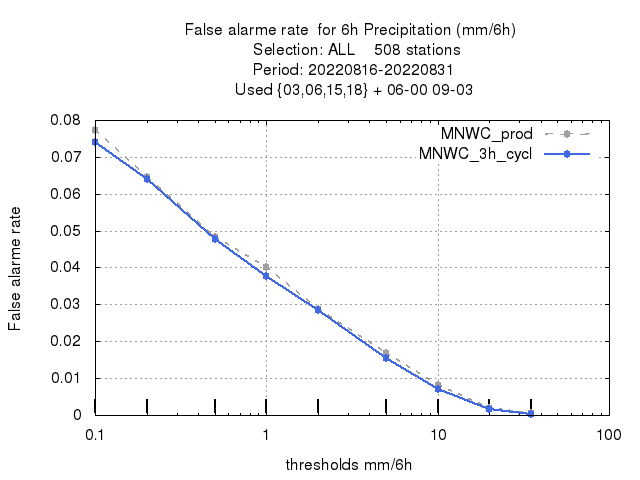 False alarme rate  for 6h Precipitation (mm/6h)
Selection: ALL    508 stations
Period: 20220816-20220831
Used {03,06,15,18} + 06-00 09-03
MNWC_prod
MNWC_3h_cycl
0.08
0.07
0.06
0.05
0.04
0.03
0.02
0.01
0
False alarme rate
0.1 1 10 100
thresholds mm/6h